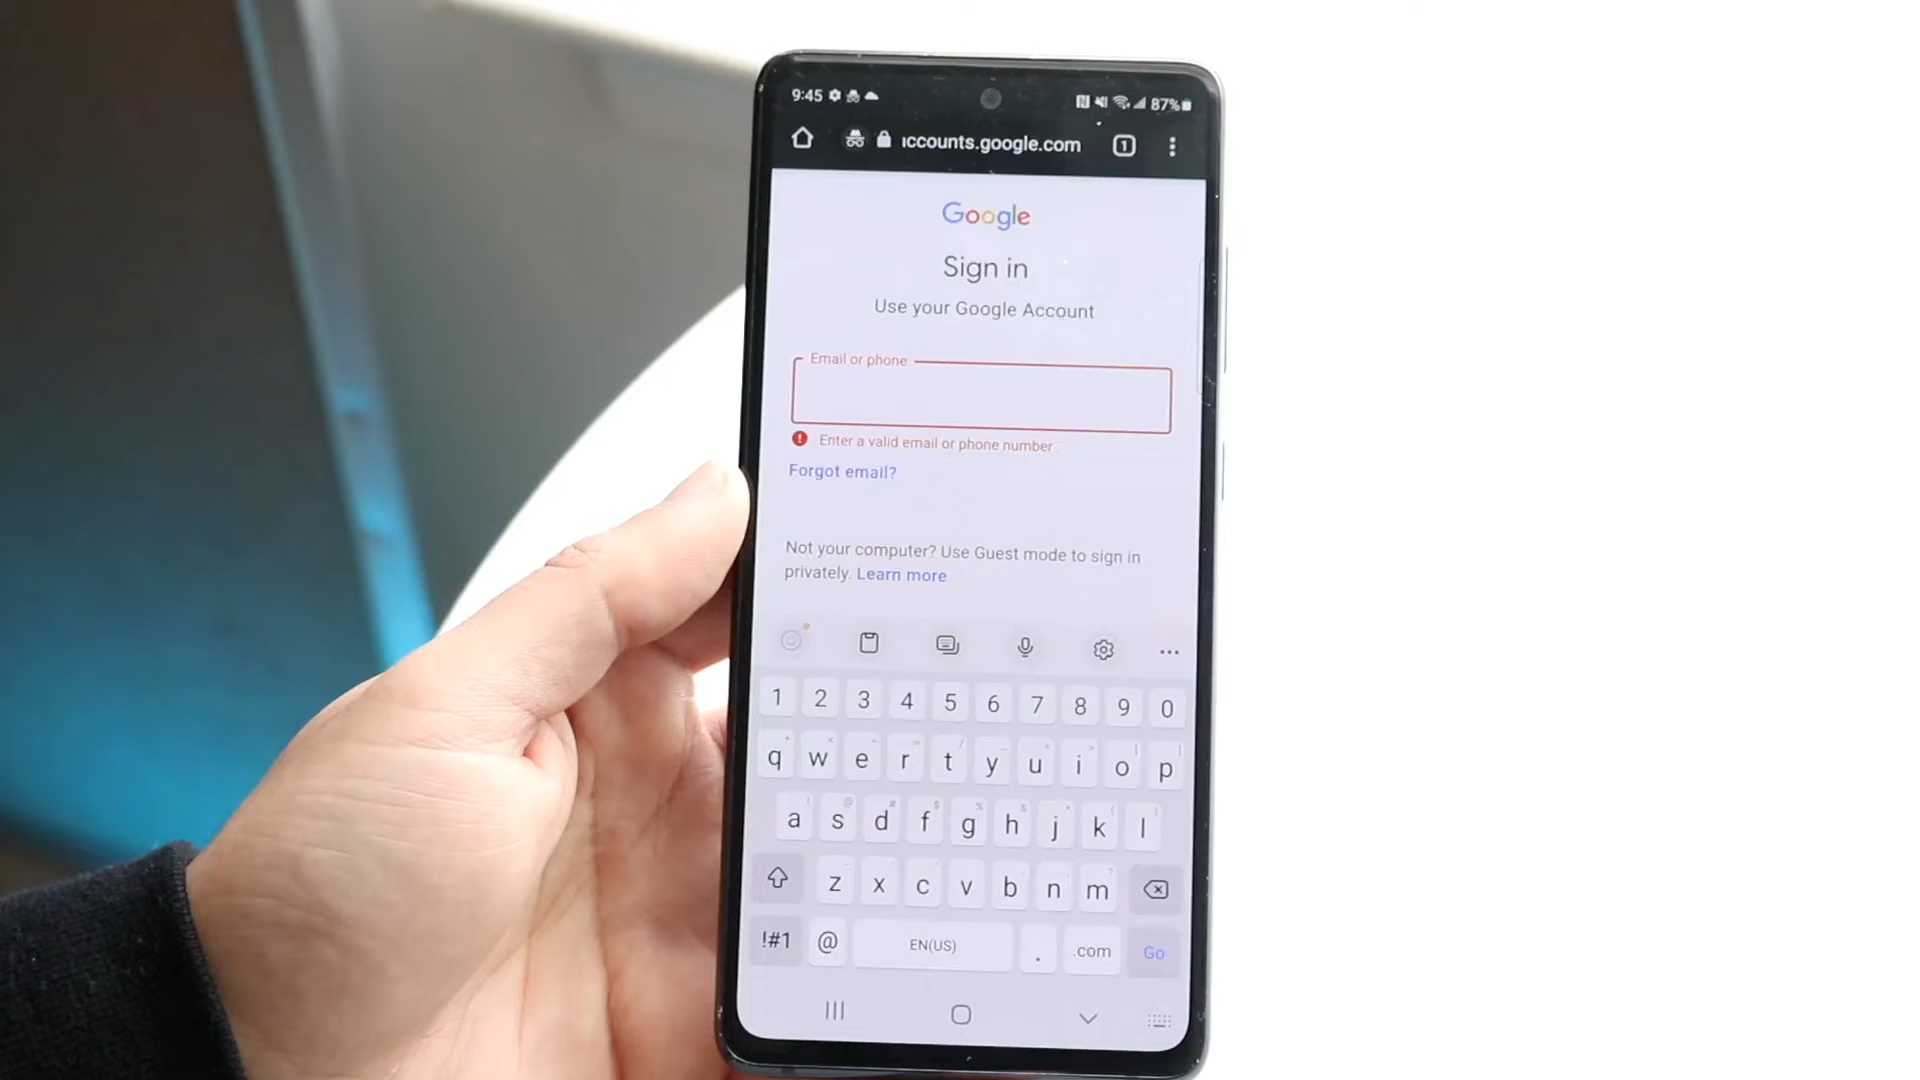 9:45
87%
ccounts.google.com
1
Google
Sign in
Use your Google Account
Email or phone
Enter a valid email or phone number
Forgot email?
Not your computer? Use Guest mode to sign in
privately. Learn more
1 2 3 4 5 6 7 8 9 0
q w e r t y u i o p
a s d f g h j k l
z x c v b n m
!#1 @ EN(US) . .com Go